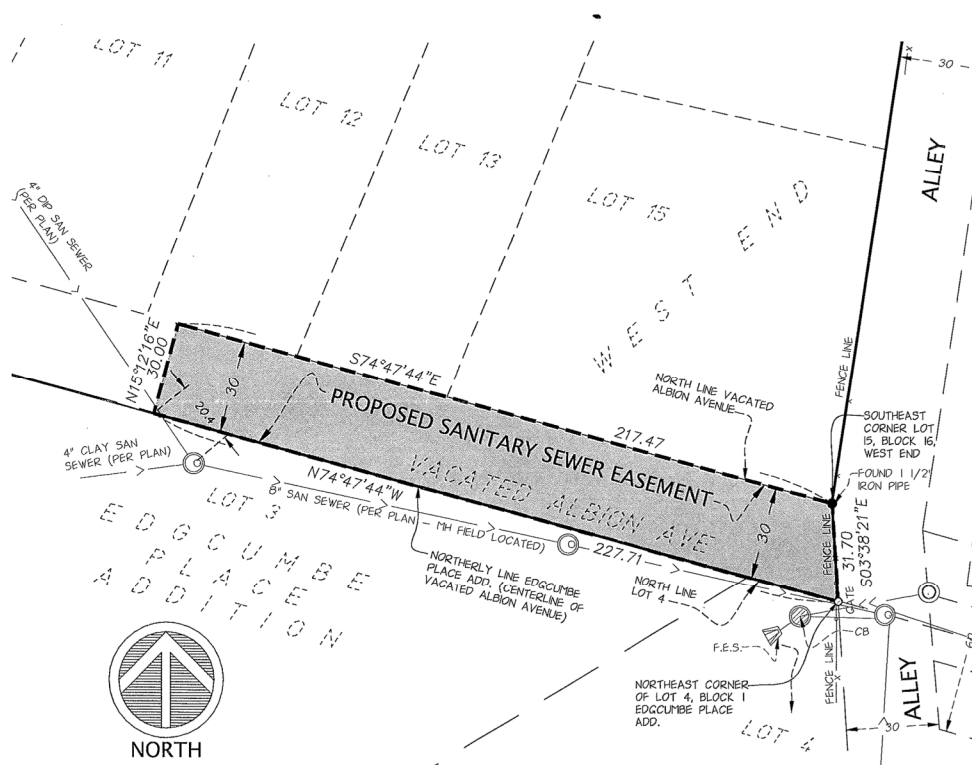 LOT 11
LOT 12
LOT 13
LOT 15
30
ALLEY
WEST END
4" DIP SAN SEWER
(PER PLAN)
N15°12'16"E
30.00
S74°47'44"E
30
20.4
PROPOSED SANITARY SEWER EASEMENT
217.47
NORTH LINE VACATED
ALBION AVENUE
FENCE LINE
SOUTHEAST
CORNER LOT
15, BLOCK 16,
WEST END
FOUND 1 1/2"
IRON PIPE
4" CLAY SAN
SEWER (PER PLAN)
N74°47'44"W
VACATED ALBION AVE
30
FENCE LINE
31.70
S03°38'21"E
LOT 3
8" SAN SEWER (PER PLAN - MH FIELD LOCATED)
227.71
EDGCUMBE
PLACE
ADDITION
NORTHERLY LINE EDGCUMBE
PLACE ADD. (CENTERLINE OF
VACATED ALBION AVENUE)
NORTH LINE
LOT 4
GATE
F.E.S.
CB
FENCE LINE
60
NORTHEAST CORNER
OF LOT 4, BLOCK 1
EDGCUMBE PLACE
ADD.
ALLEY
30
LOT 4
NORTH